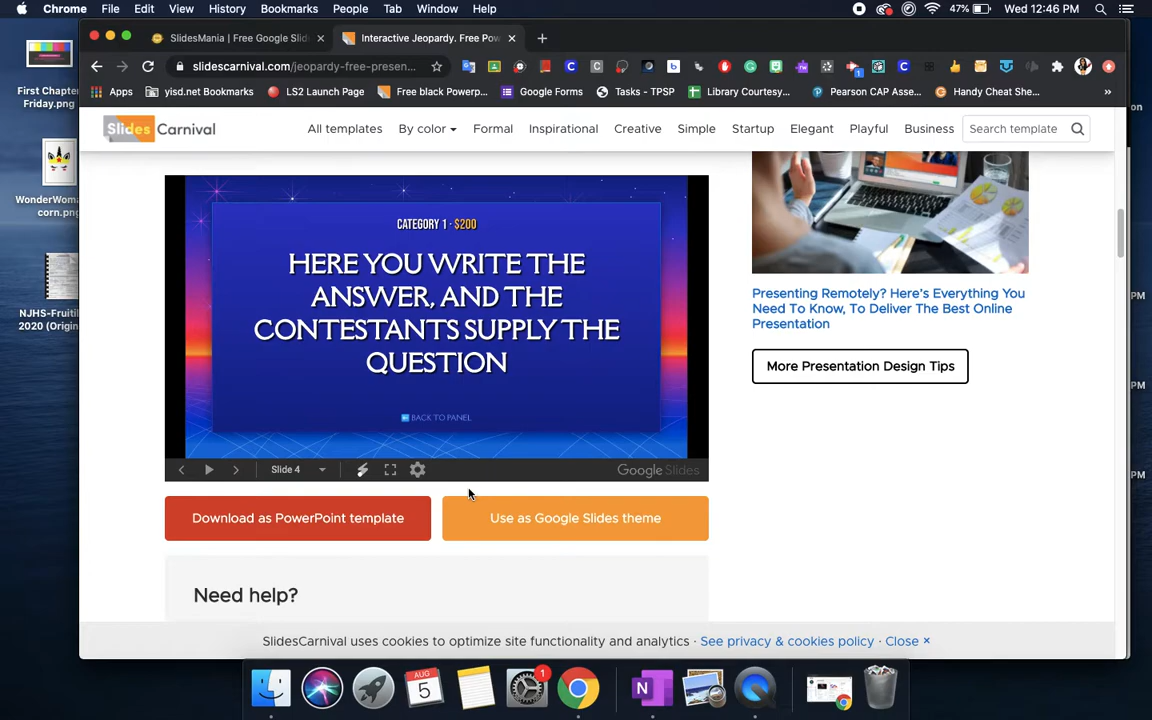 Chrome File Edit View History Bookmarks People Tab Window Help 47% Wed 12:46 PM
SlidesMania | Free Google Slid × Interactive Jeopardy. Free Pow × +
slidescarnival.com/jeopardy-free-presen...
Apps yisd.net Bookmarks LS2 Launch Page Free black Powerp... Google Forms Tasks - TPSP Library Courtesy... Pearson CAP Asse... Handy Cheat She... »
First Chapter
Friday.png
WonderWoma
corn.png
NJHS-Fruiti
2020 (Origin
Slides Carnival
All templates By color Formal Inspirational Creative Simple Startup Elegant Playful Business Search template
CATEGORY 1 · $200
HERE YOU WRITE THE
ANSWER, AND THE
CONTESTANTS SUPPLY THE
QUESTION
BACK TO PANEL
Slide 4
Google Slides
Download as PowerPoint template
Use as Google Slides theme
Need help?
Presenting Remotely? Here's Everything You
Need To Know, To Deliver The Best Online
Presentation
More Presentation Design Tips
on
PM
PM
PM
SlidesCarnival uses cookies to optimize site functionality and analytics · See privacy & cookies policy · Close ×
AUG
5
1
N